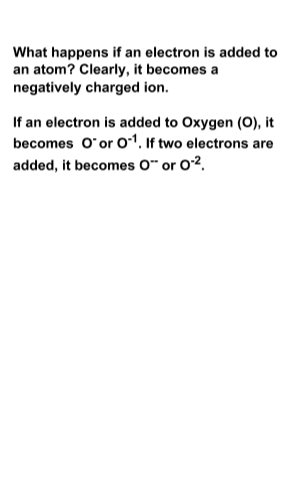 What happens if an electron is added to
an atom? Clearly, it becomes a
negatively charged ion.
If an electron is added to Oxygen (O), it
becomes O⁻ or O⁻¹. If two electrons are
added, it becomes O⁻⁻ or O⁻².